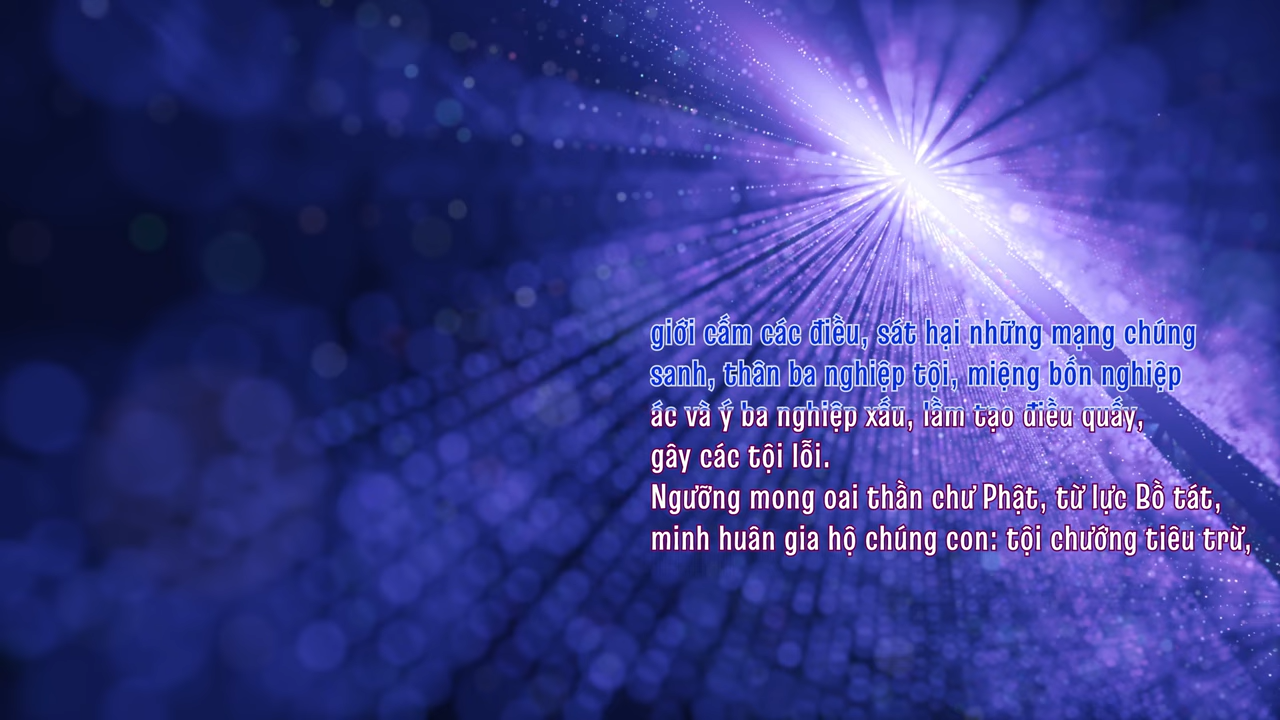 giới cấm các điều, sát hại những mạng chúng
sanh, thân ba nghiệp tội, miệng bốn nghiệp
ác và ý ba nghiệp xấu, lầm tạo điều quấy,
gây các tội lỗi.
Ngưỡng mong oai thần chư Phật, từ lực Bồ tát,
minh huân gia hộ chúng con: tội chướng tiêu trừ,